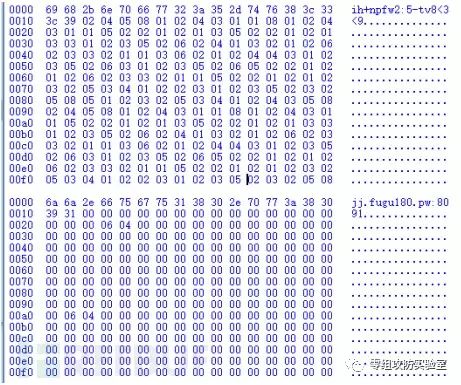 0000 69 68 2b 6e 70 66 77 32 3a 35 2d 74 76 38 3c 33 ih+npfw2:5-tv8<3
0010 3c 39 02 04 05 08 01 02 04 03 01 01 08 01 02 04 <9..............
0020 03 01 01 05 02 02 01 02 01 05 02 01 02 02 01 02 ................
0030 03 02 03 01 02 03 05 02 06 02 04 01 03 02 01 02 ................
0040 02 03 03 02 01 01 03 06 01 02 02 04 04 03 01 02 ................
0050 05 02 06 03 01 02 03 05 02 06 05 02 02 01 02 ................
0060 01 02 06 02 03 03 02 01 01 05 02 02 01 02 01 02 ................
0070 03 02 05 03 04 01 02 02 03 01 02 03 05 02 03 02 ................
0080 05 08 05 01 02 03 02 05 03 04 01 02 04 03 05 08 ................
0090 02 04 05 08 01 02 04 03 01 01 08 01 02 04 03 01 ................
00a0 01 05 02 02 01 02 01 03 05 02 02 01 02 01 03 03 ................
00b0 01 02 03 05 02 06 02 04 01 03 02 01 02 06 02 03 ................
00c0 03 02 01 01 03 06 02 01 02 04 04 03 01 02 03 02 ................
00d0 02 06 03 01 02 03 05 02 06 05 02 02 01 02 01 02 ................
00e0 06 02 03 03 02 01 01 05 02 02 01 02 01 02 03 02 ................
00f0 05 03 04 01 02 02 03 01 02 03 05 02 03 02 05 08 ................
0000 6a 6a 2e 66 75 67 75 31 38 30 2e 70 77 3a 38 30 jj.fugu180.pw:80
0010 39 31 00 00 00 00 00 00 00 00 00 00 00 00 00 00 91..............
0020 00 00 00 06 04 00 00 00 00 00 00 00 00 00 00 00 ................
0030 00 00 00 00 00 00 00 00 00 00 00 00 00 00 00 00 ................
0040 00 00 00 00 00 00 00 00 00 00 00 00 00 00 00 00 ................
0050 00 00 00 00 00 00 00 00 00 00 00 00 00 00 00 00 ................
0060 00 00 00 00 00 00 00 00 00 00 00 00 00 00 00 00 ................
0070 00 00 00 00 00 00 00 00 00 00 00 00 00 00 00 00 ................
0080 00 00 00 00 00 00 00 00 00 00 00 00 00 00 00 00 ................
0090 00 00 00 00 00 00 00 00 00 00 00 00 00 00 00 00 ................
00a0 00 06 04 00 00 00 00 00 00 00 00 00 00 00 00 00 ................
00b0 00 00 00 00 00 00 00 00 00 00 00 00 00 00 00 00 ................
00c0 00 00 00 00 00 00 00 00 00 00 00 00 00 00 00 00 ................
00d0 00 00 00 00 00 00 00 00 00 00 00 00 00 00 00 00 ................
00e0 00 00 00 00 00 00 00 00 00 00 00 00 00 00 00 00 ................
00f0 00 00 00 00 00 00 00 00 00 00 00 00 00 00 00 00 ................
零组攻防实验室